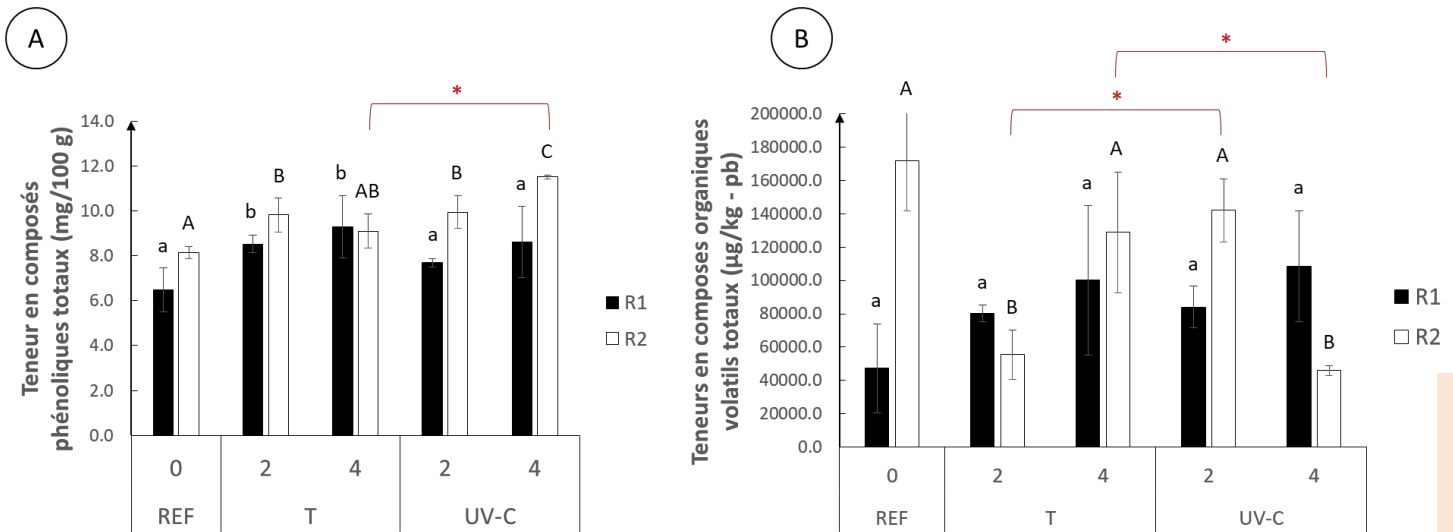 A
Teneur en composés
phénoliques totaux (mg/100 g)
14.0
12.0
10.0
8.0
6.0
4.0
2.0
0.0
*
a
A
b
B
b
AB
a
B
a
C
0
2
4
2
4
REF
T
UV-C
R1
R2
B
Teneurs en composes organiques
volatils totaux (µg/kg - pb)
200000.0
180000.0
160000.0
140000.0
120000.0
100000.0
80000.0
60000.0
40000.0
20000.0
0.0
*
*
a
A
a
B
a
A
a
A
a
B
0
2
4
2
4
REF
T
UV-C
R1
R2